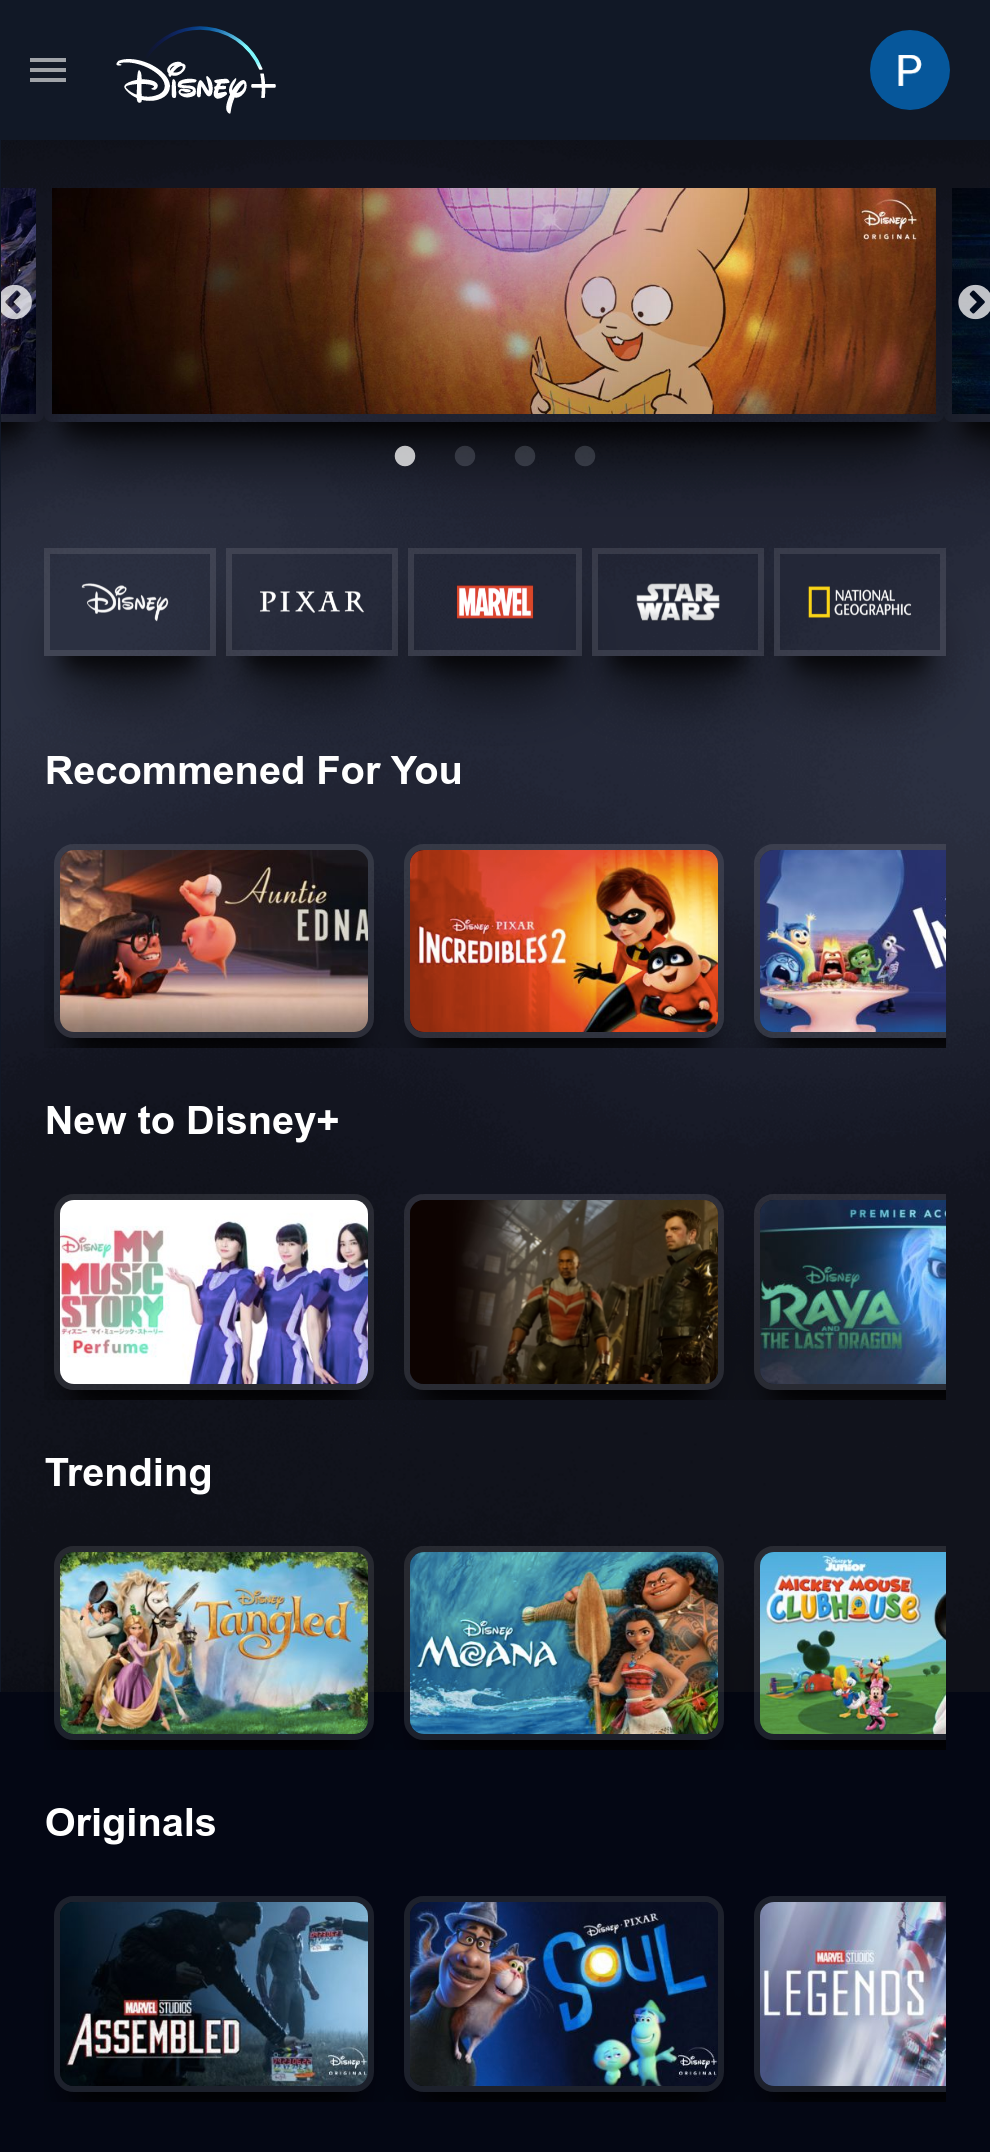 Disney+
P
Disney+
ORIGINAL
Disney
PIXAR
MARVEL
STAR
WARS
NATIONAL
GEOGRAPHIC
Recommened For You
Auntie
EDNA
Disney · PIXAR
INCREDIBLES 2
New to Disney+
Disney MY
MUSIC
STORY
ディズニー マイ・ミュージック・ストーリー
Perfume
PREMIER AC
Disney
RAYA
AND
THE LAST DRAGON
Trending
Disney
Tangled
Disney
MOANA
Disney
Junior
MICKEY MOUSE
CLUBHOUSE
Originals
MARVEL STUDIOS
ASSEMBLED
Disney+
ORIGINAL
Disney · PIXAR
SOUL
Disney+
ORIGINAL
MARVEL STUDIOS
LEGENDS